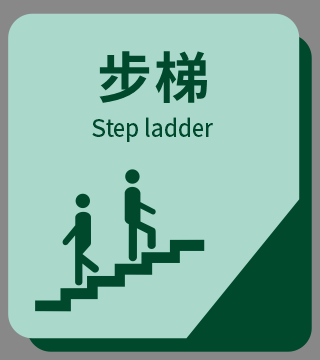 步梯
Step ladder